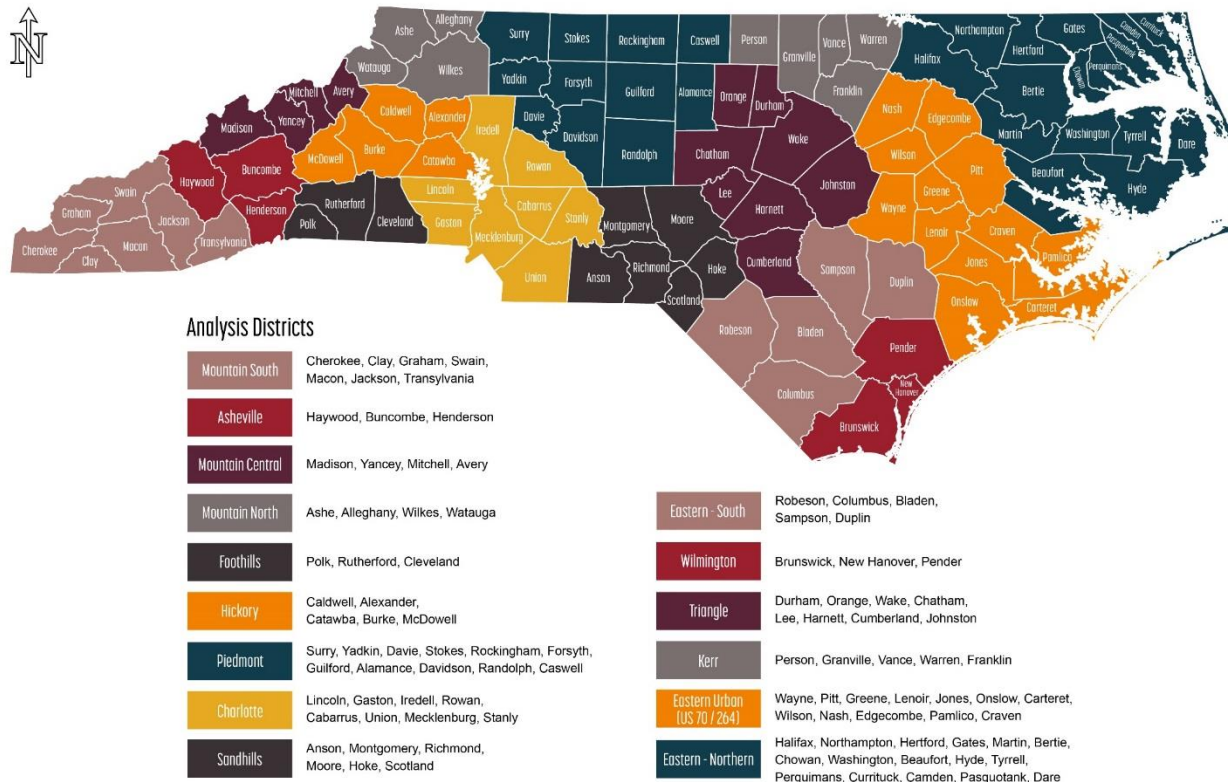 N
Ashe
Alleghany
Surry
Stokes
Rockingham
Caswell
Person
Granville
Vance
Warren
Northampton
Gates
Camden
Currituck
Pasquotank
Perquimans
Chowan
Hertford
Halifax
Watauga
Wilkes
Yadkin
Forsyth
Guilford
Alamance
Orange
Durham
Franklin
Nash
Edgecombe
Bertie
Martin
Washington
Tyrrell
Dare
Mitchell
Avery
Madison
Yancey
Caldwell
Alexander
Iredell
Davie
Davidson
Randolph
Chatham
Wake
Wilson
Pitt
Beaufort
Hyde
McDowell
Burke
Catawba
Rowan
Haywood
Buncombe
Lincoln
Lee
Johnston
Greene
Wayne
Swain
Graham
Jackson
Henderson
Rutherford
Polk
Cleveland
Gaston
Cabarrus
Stanly
Montgomery
Moore
Harnett
Lenoir
Craven
Pamlico
Cherokee
Clay
Macon
Transylvania
Mecklenburg
Union
Anson
Richmond
Hoke
Scotland
Cumberland
Sampson
Duplin
Jones
Onslow
Carteret
Robeson
Bladen
Columbus
Pender
New
Hanover
Brunswick
Analysis Districts
Mountain South
Cherokee, Clay, Graham, Swain,
Macon, Jackson, Transylvania
Asheville
Haywood, Buncombe, Henderson
Mountain Central
Madison, Yancey, Mitchell, Avery
Mountain North
Ashe, Alleghany, Wilkes, Watauga
Foothills
Polk, Rutherford, Cleveland
Hickory
Caldwell, Alexander,
Catawba, Burke, McDowell
Piedmont
Surry, Yadkin, Davie, Stokes, Rockingham, Forsyth,
Guilford, Alamance, Davidson, Randolph, Caswell
Charlotte
Lincoln, Gaston, Iredell, Rowan,
Cabarrus, Union, Mecklenburg, Stanly
Sandhills
Anson, Montgomery, Richmond,
Moore, Hoke, Scotland
Eastern - South
Robeson, Columbus, Bladen,
Sampson, Duplin
Wilmington
Brunswick, New Hanover, Pender
Triangle
Durham, Orange, Wake, Chatham,
Lee, Harnett, Cumberland, Johnston
Kerr
Person, Granville, Vance, Warren, Franklin
Eastern Urban
(US 70 / 264)
Wayne, Pitt, Greene, Lenoir, Jones, Onslow, Carteret,
Wilson, Nash, Edgecombe, Pamlico, Craven
Eastern - Northern
Halifax, Northampton, Hertford, Gates, Martin, Bertie,
Chowan, Washington, Beaufort, Hyde, Tyrrell,
Perquimans, Currituck, Camden, Pasquotank, Dare